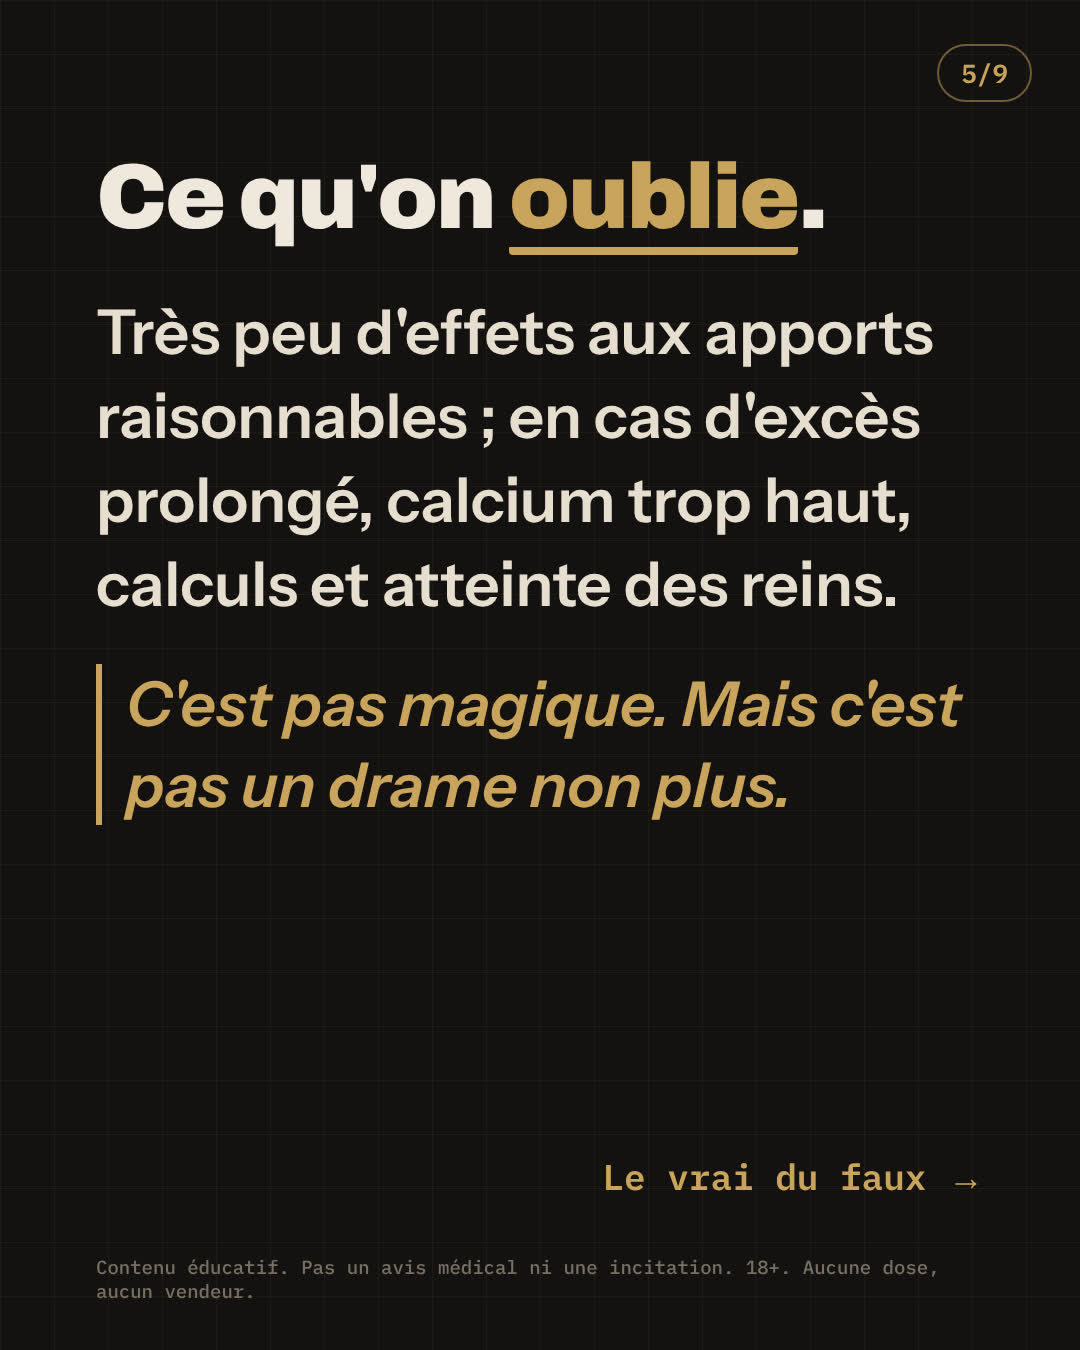 5/9
Ce qu'on oublie.
Très peu d'effets aux apports
raisonnables ; en cas d'excès
prolongé, calcium trop haut,
calculs et atteinte des reins.
C'est pas magique. Mais c'est
pas un drame non plus.
Le vrai du faux →
Contenu éducatif. Pas un avis médical ni une incitation. 18+. Aucune dose,
aucun vendeur.